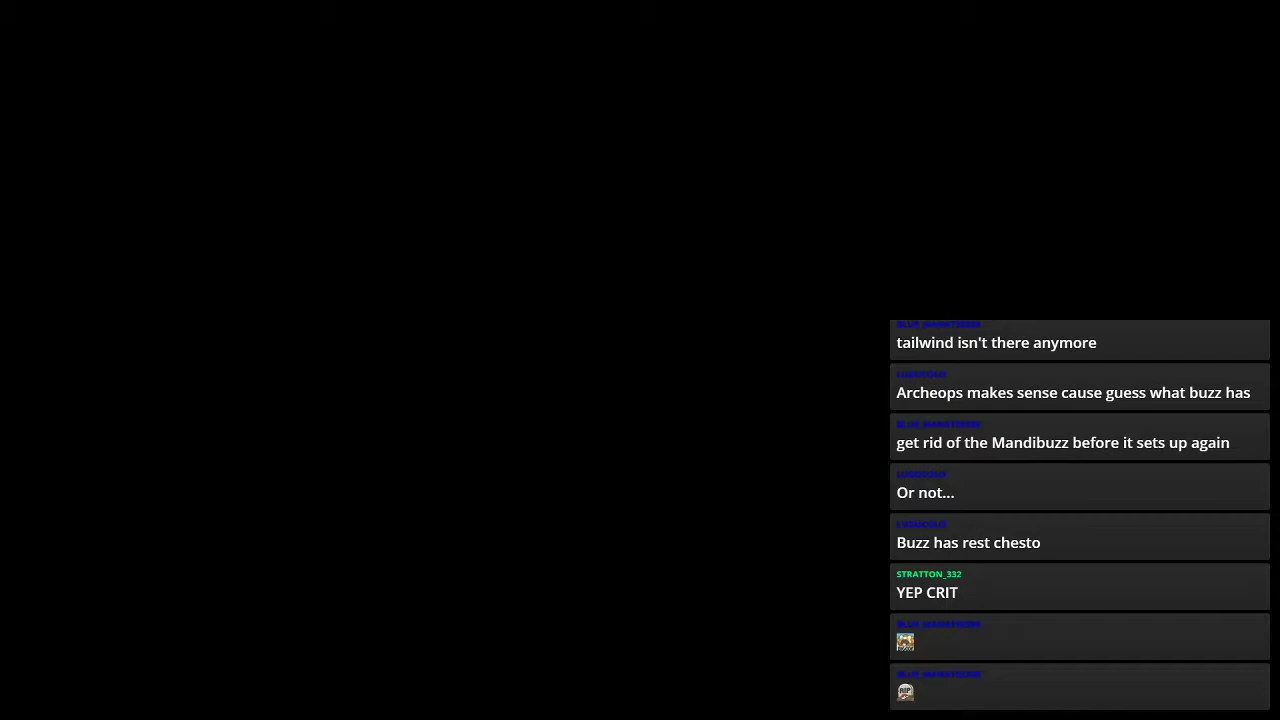 tailwind isn't there anymore
Archeops makes sense cause guess what buzz has
get rid of the Mandibuzz before it sets up again
Or not...
Buzz has rest chesto
STRATTON_332
YEP CRIT
RIP